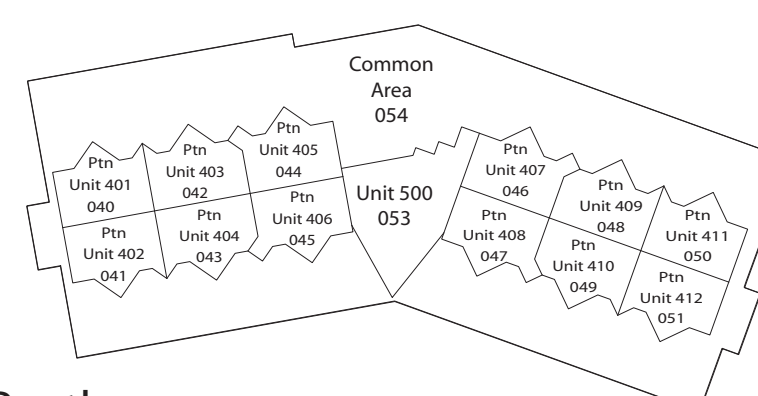 Common
Area
054
Ptn
Unit 401
040
Ptn
Unit 403
042
Ptn
Unit 405
044
Ptn
Unit 402
041
Ptn
Unit 404
043
Ptn
Unit 406
045
Unit 500
053
Ptn
Unit 407
046
Ptn
Unit 409
048
Ptn
Unit 411
050
Ptn
Unit 408
047
Ptn
Unit 410
049
Ptn
Unit 412
051